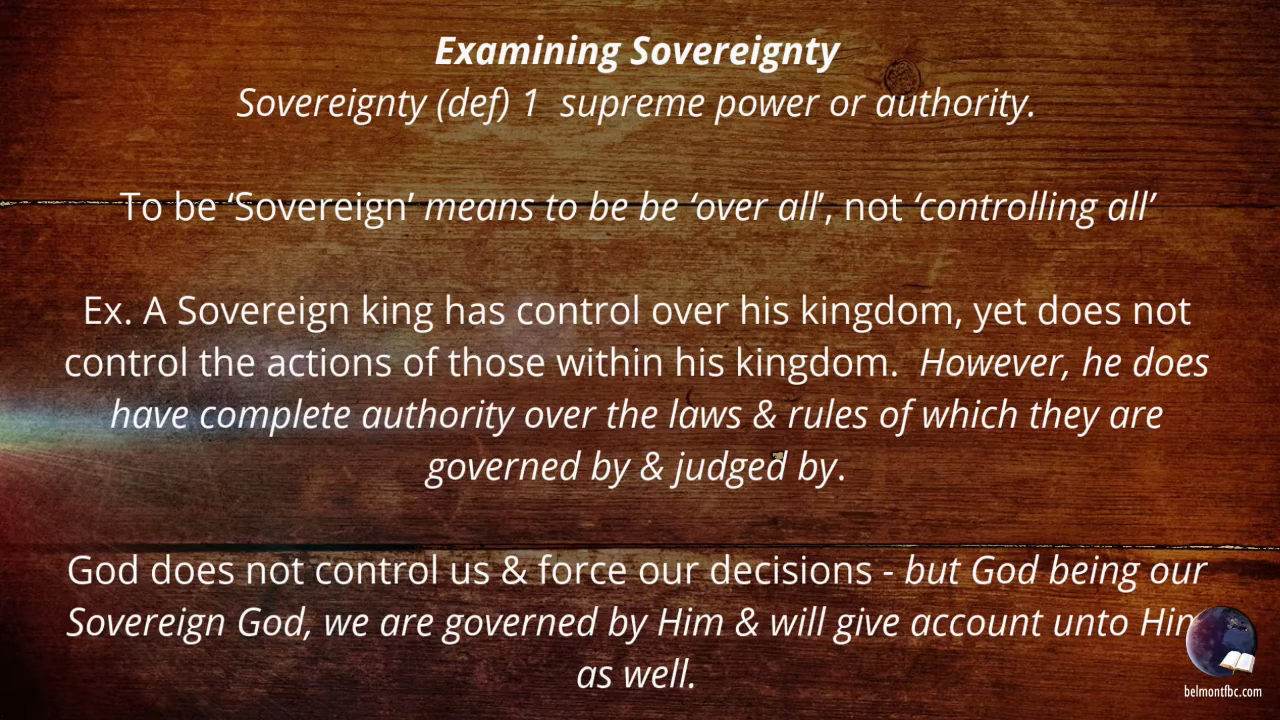 Examining Sovereignty
Sovereignty (def) 1  supreme power or authority.
To be ‘Sovereign’ means to be be ‘over all’, not ‘controlling all’
Ex. A Sovereign king has control over his kingdom, yet does not
control the actions of those within his kingdom.  However, he does
have complete authority over the laws & rules of which they are
governed by & judged by.
God does not control us & force our decisions - but God being our
Sovereign God, we are governed by Him & will give account unto Him
as well.
belmontfbc.com